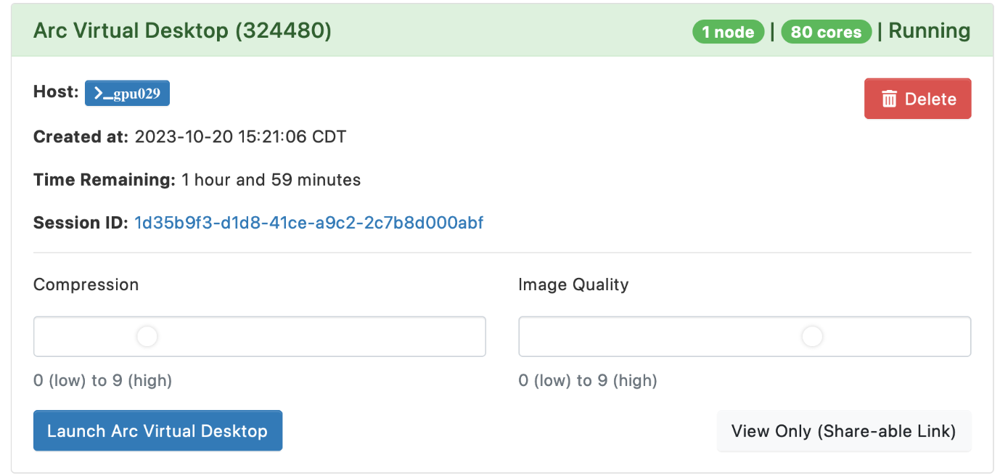 Arc Virtual Desktop (324480) 1 node | 80 cores | Running
Host: >_gpu029 Delete
Created at: 2023-10-20 15:21:06 CDT
Time Remaining: 1 hour and 59 minutes
Session ID: 1d35b9f3-d1d8-41ce-a9c2-2c7b8d000abf
Compression Image Quality
0 (low) to 9 (high) 0 (low) to 9 (high)
Launch Arc Virtual Desktop View Only (Share-able Link)